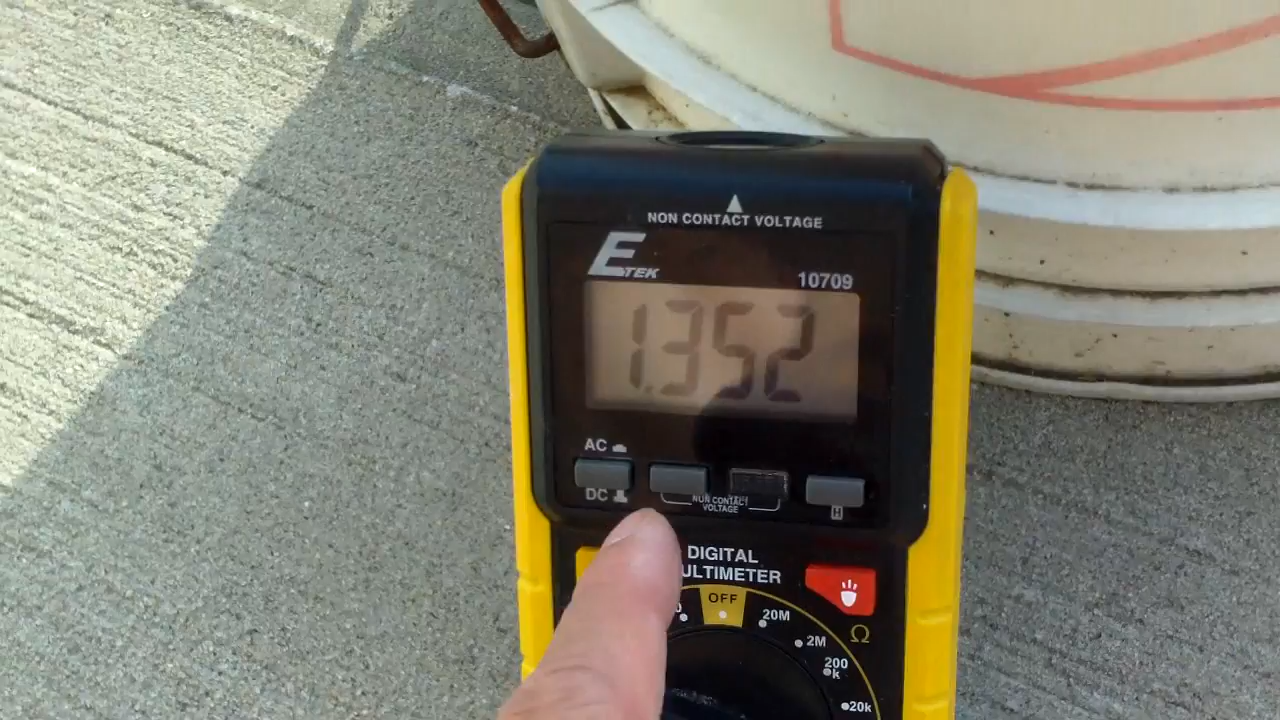 NON CONTACT VOLTAGE
ETEK
10709
1.352
AC
DC
NON CONTACT
VOLTAGE
H
DIGITAL
ULTIMETER
OFF
0
20M
2M
200
k
20k
Ω